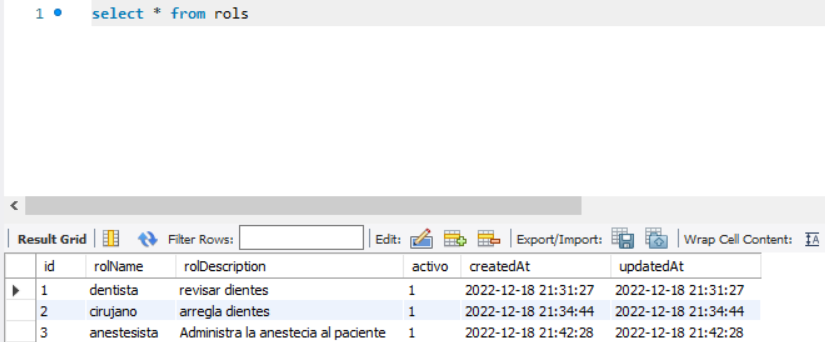 1 select * from rols
Result Grid Filter Rows: Edit: Export/Import: Wrap Cell Content: IA
id rolName rolDescription activo createdAt updatedAt
1 dentista revisar dientes 1 2022-12-18 21:31:27 2022-12-18 21:31:27
2 cirujano arregla dientes 1 2022-12-18 21:34:44 2022-12-18 21:34:44
3 anestesista Administra la anestecia al paciente 1 2022-12-18 21:42:28 2022-12-18 21:42:28